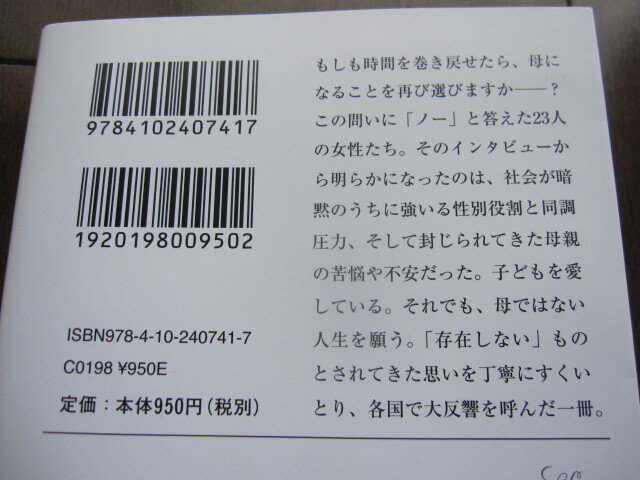 9784102407417
1920198009502
ISBN978-4-10-240741-7
C0198 ¥950E
定価：本体950円（税別）
もしも時間を巻き戻せたら、母に
なることを再び選びますか――？
この問いに「ノー」と答えた23人
の女性たち。そのインタビューか
ら明らかになったのは、社会が暗
黙のうちに強いる性別役割と同調
圧力、そして封じられてきた母親
の苦悩や不安だった。子どもを愛
している。それでも、母ではない
人生を願う。「存在しない」もの
とされてきた思いを丁寧にすくい
とり、各国で大反響を呼んだ一冊。